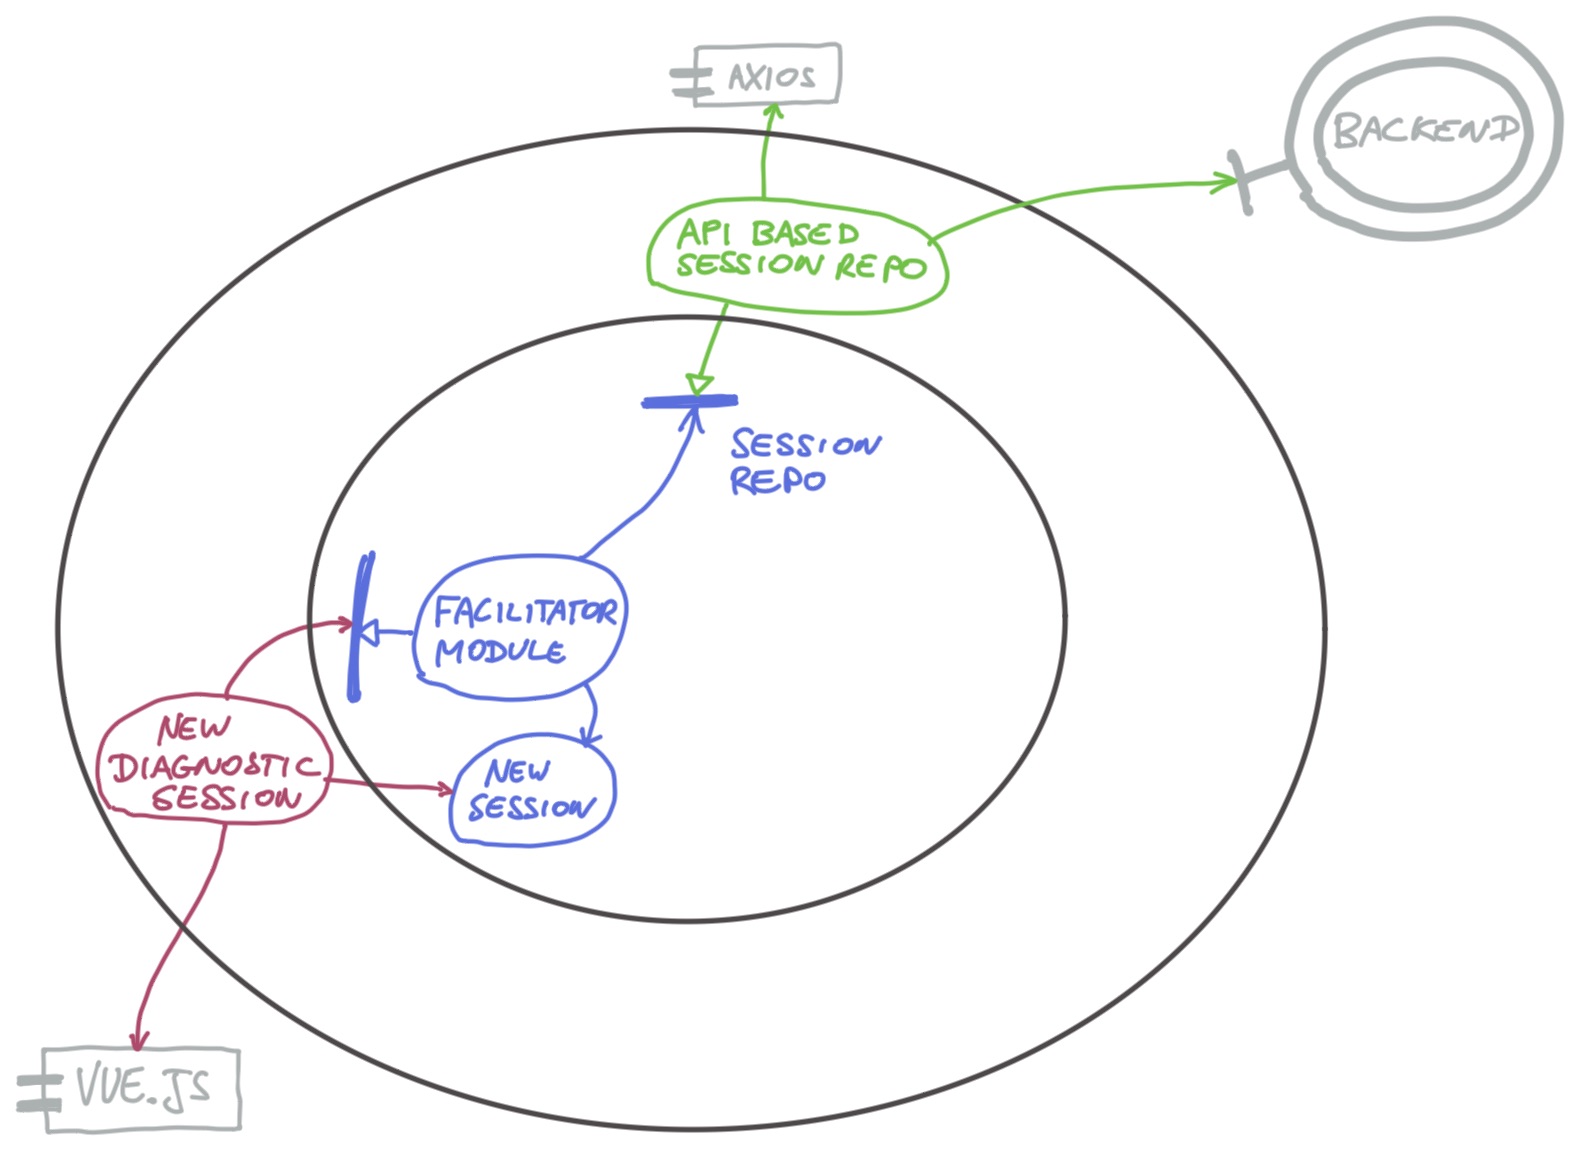 AXIOS
BACKEND
API BASED
SESSION REPO
SESSION
REPO
FACILITATOR
MODULE
NEW
DIAGNOSTIC
SESSION
NEW
SESSION
VUE.JS